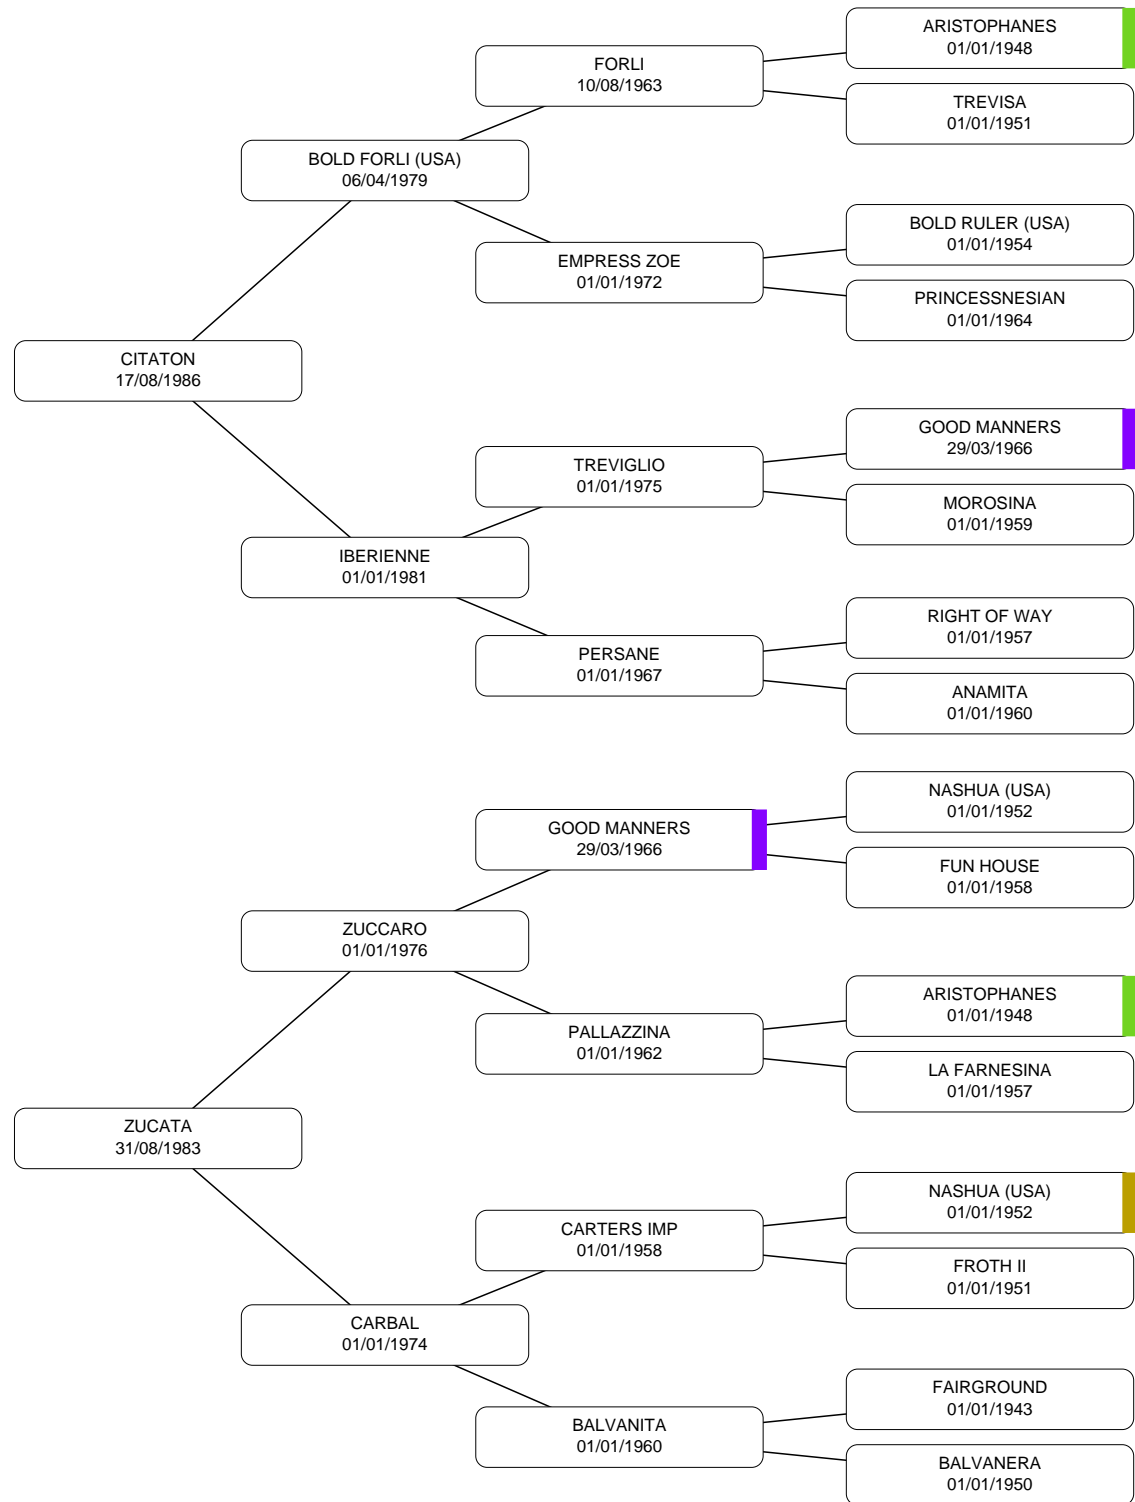 ARISTOPHANES
01/01/1948
FORLI
10/08/1963
TREVISA
01/01/1951
BOLD FORLI (USA)
06/04/1979
BOLD RULER (USA)
01/01/1954
EMPRESS ZOE
01/01/1972
PRINCESSNESIAN
01/01/1964
CITATON
17/08/1986
GOOD MANNERS
29/03/1966
TREVIGLIO
01/01/1975
MOROSINA
01/01/1959
IBERIENNE
01/01/1981
RIGHT OF WAY
01/01/1957
PERSANE
01/01/1967
ANAMITA
01/01/1960
NASHUA (USA)
01/01/1952
GOOD MANNERS
29/03/1966
FUN HOUSE
01/01/1958
ZUCCARO
01/01/1976
ARISTOPHANES
01/01/1948
PALLAZZINA
01/01/1962
LA FARNESINA
01/01/1957
ZUCATA
31/08/1983
NASHUA (USA)
01/01/1952
CARTERS IMP
01/01/1958
FROTH II
01/01/1951
CARBAL
01/01/1974
FAIRGROUND
01/01/1943
BALVANITA
01/01/1960
BALVANERA
01/01/1950